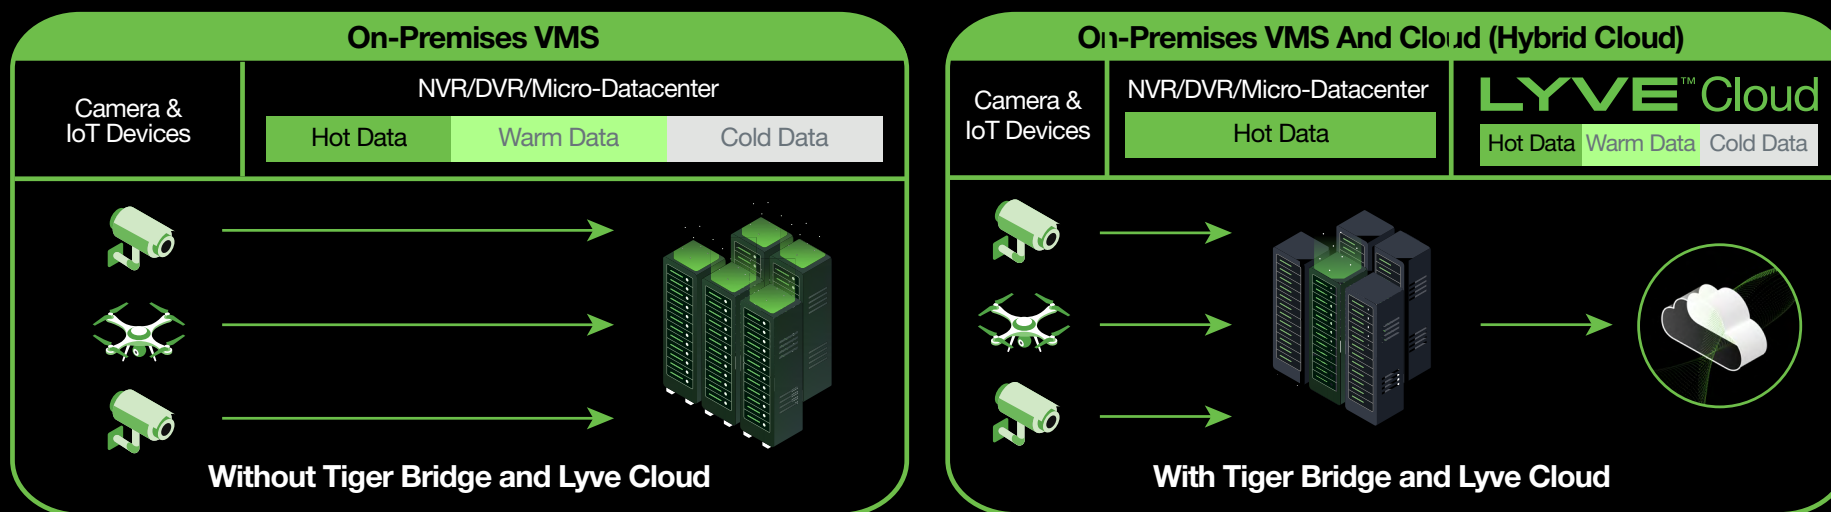 On-Premises VMS
Camera &
IoT Devices
NVR/DVR/Micro-Datacenter
Hot Data Warm Data Cold Data
Without Tiger Bridge and Lyve Cloud
On-Premises VMS And Cloud (Hybrid Cloud)
Camera &
IoT Devices
NVR/DVR/Micro-Datacenter
Hot Data
LYVE™ Cloud
Hot Data Warm Data Cold Data
With Tiger Bridge and Lyve Cloud